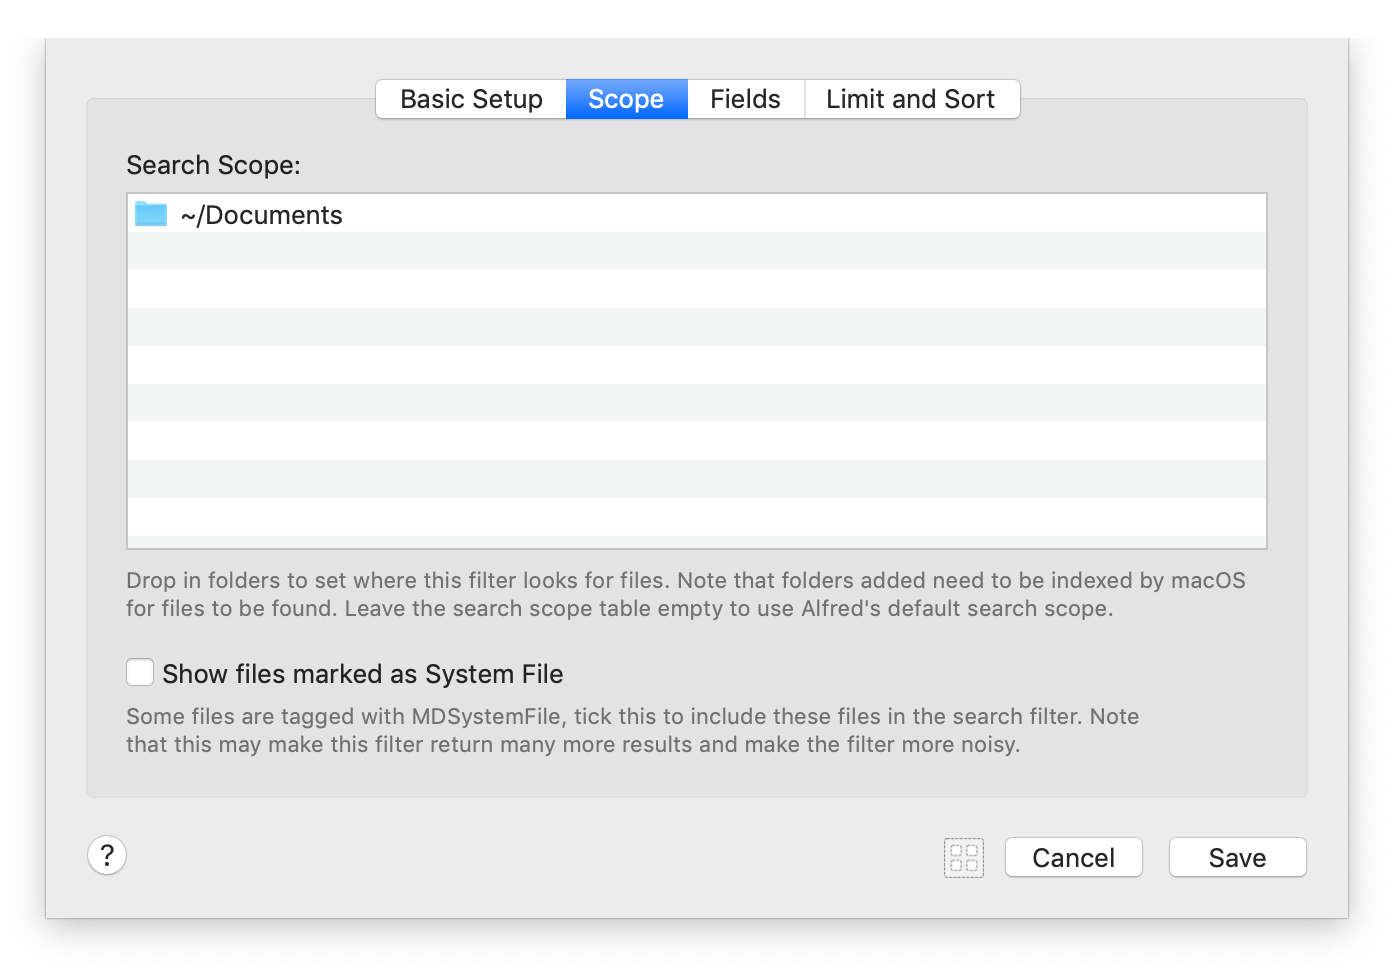 Basic Setup Scope Fields Limit and Sort
Search Scope:
~/Documents
Drop in folders to set where this filter looks for files. Note that folders added need to be indexed by macOS
for files to be found. Leave the search scope table empty to use Alfred's default search scope.
Show files marked as System File
Some files are tagged with MDSystemFile, tick this to include these files in the search filter. Note
that this may make this filter return many more results and make the filter more noisy.
? Cancel Save